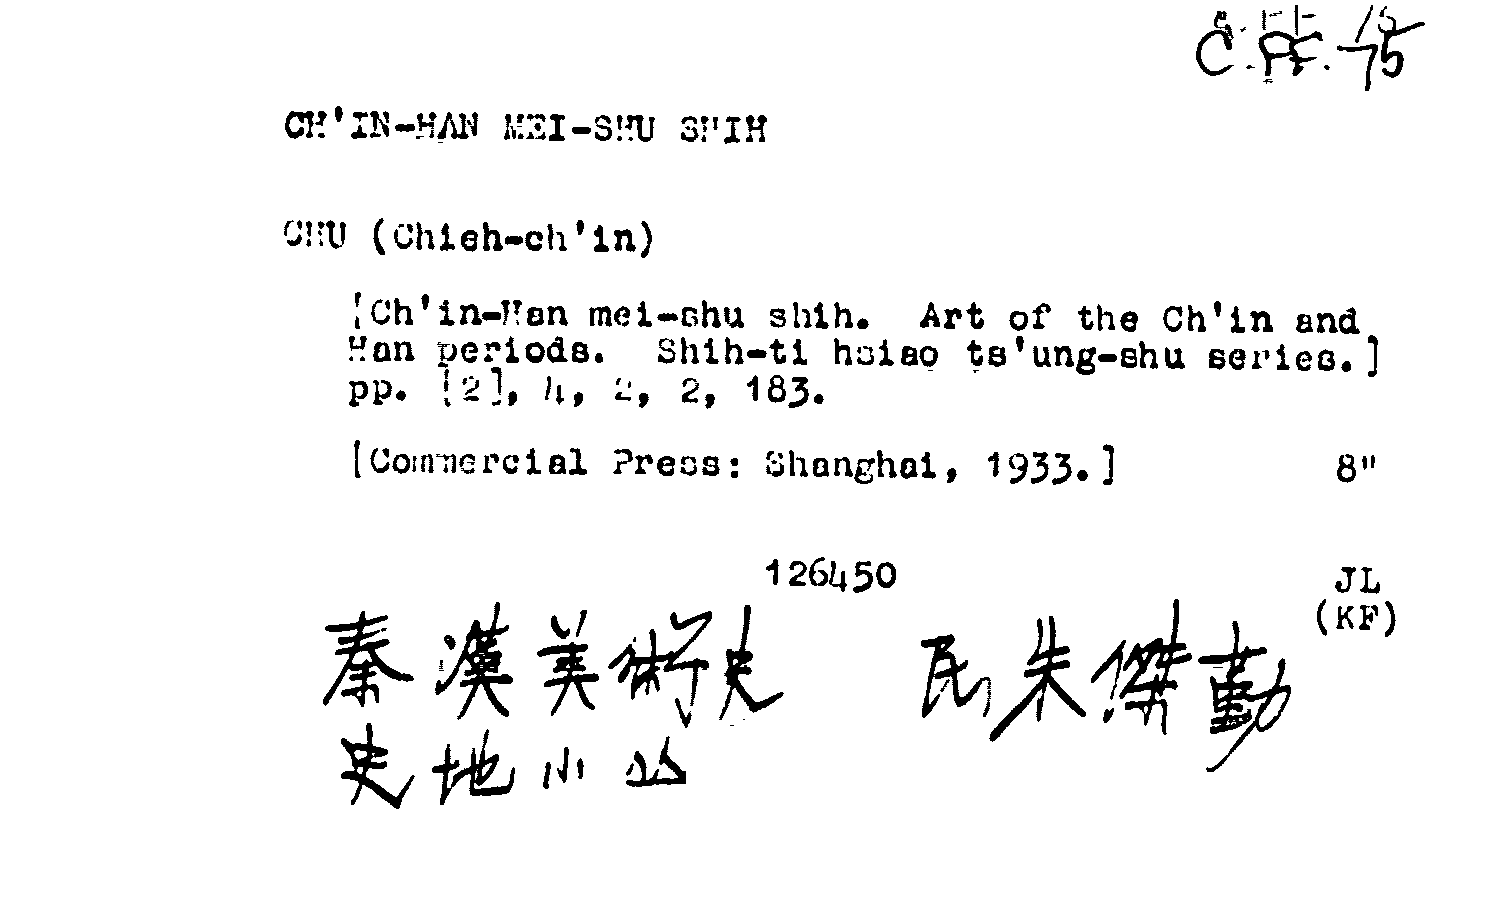 C.PF.75
CH'IN-HAN MEI-SHU SHIH
CHU (Chieh-ch'in)
[Ch'in-Han mei-shu shih. Art of the Ch'in and
Han periods. Shih-ti hsiao ts'ung-shu series.]
pp. [2], 4, 2, 2, 183.
[Commercial Press: Shanghai, 1933.] 8"
126450 JL
(KF)
秦漢美術史 民朱傑勤
史地小丛